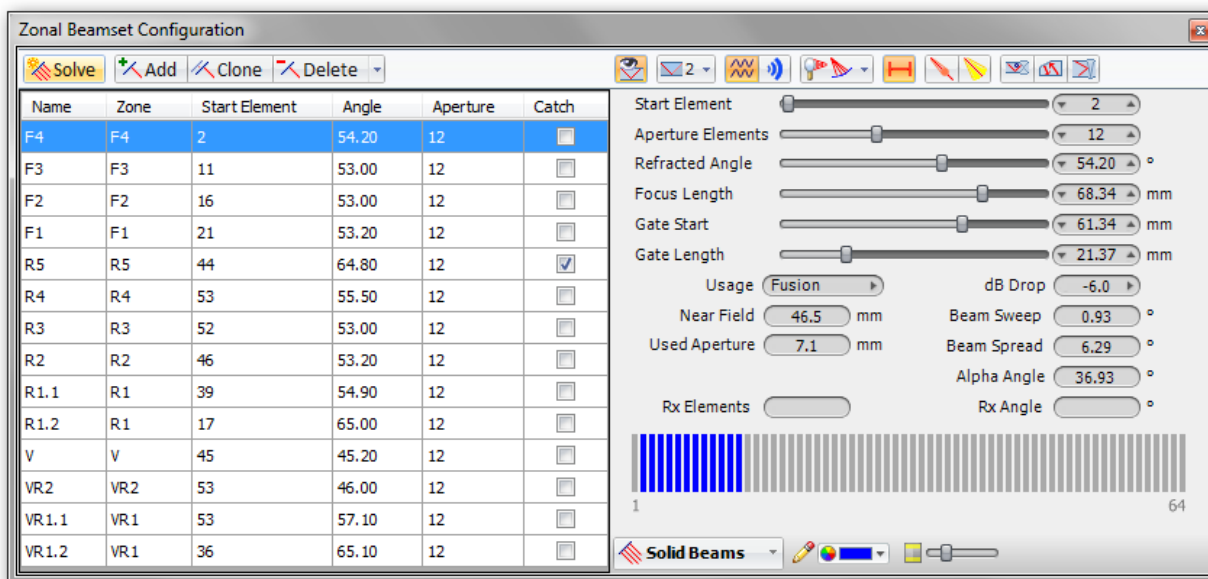 Zonal Beamset Configuration
Solve Add Clone Delete 2
Name Zone Start Element Angle Aperture Catch
F4 F4 2 54.20 12
F3 F3 11 53.00 12
F2 F2 16 53.00 12
F1 F1 21 53.20 12
R5 R5 44 64.80 12
R4 R4 53 55.50 12
R3 R3 52 53.00 12
R2 R2 46 53.20 12
R1.1 R1 39 54.90 12
R1.2 R1 17 65.00 12
V V 45 45.20 12
VR2 VR2 53 46.00 12
VR1.1 VR1 53 57.10 12
VR1.2 VR1 36 65.10 12
Start Element 2
Aperture Elements 12
Refracted Angle 54.20 °
Focus Length 68.34 mm
Gate Start 61.34 mm
Gate Length 21.37 mm
Usage Fusion dB Drop -6.0
Near Field 46.5 mm Beam Sweep 0.93 °
Used Aperture 7.1 mm Beam Spread 6.29 °
Alpha Angle 36.93 °
Rx Elements Rx Angle °
1 64
Solid Beams